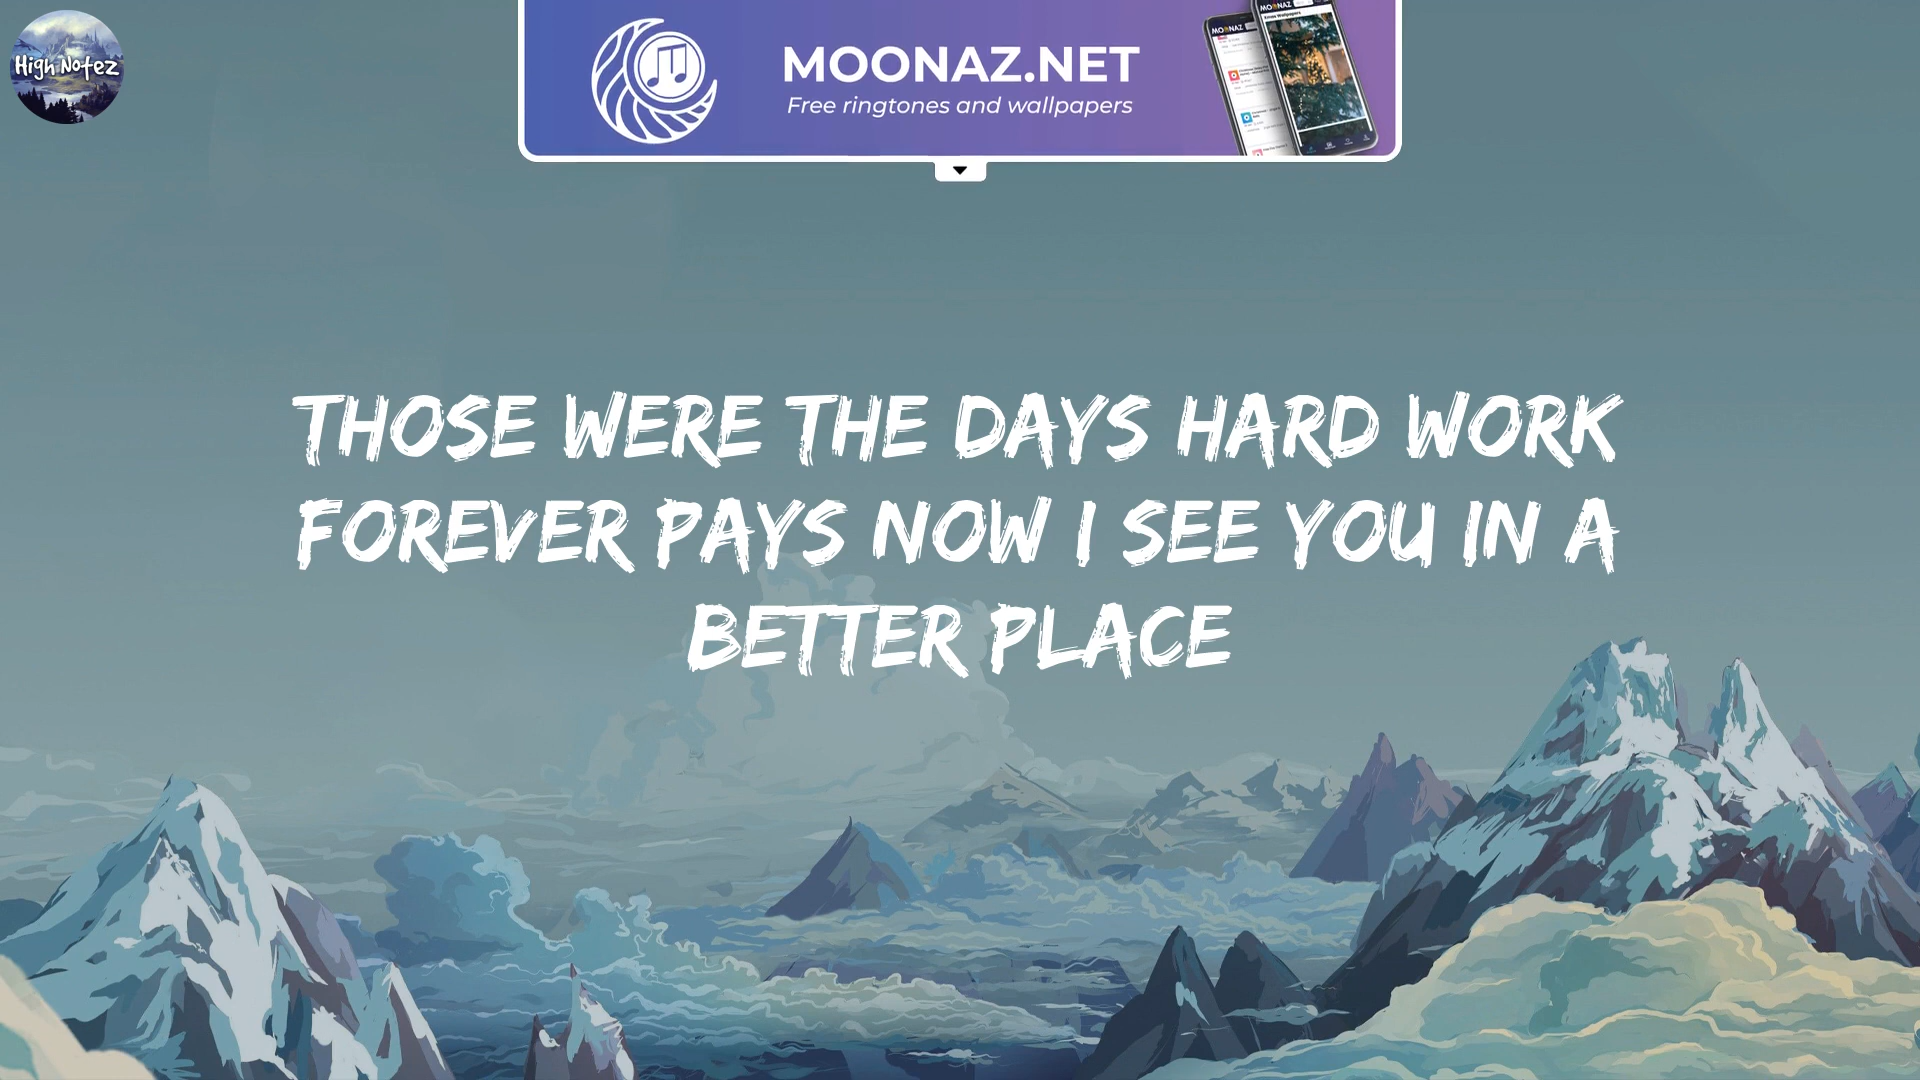 High Notez
MOONAZ.NET
Free ringtones and wallpapers
THOSE WERE THE DAYS HARD WORK
FOREVER PAYS NOW I SEE YOU IN A
BETTER PLACE